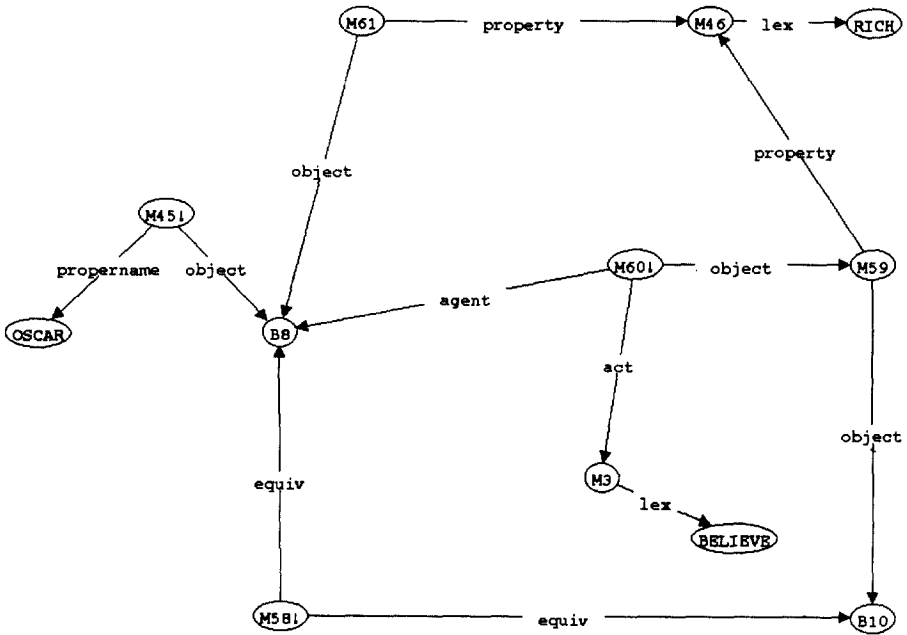 M61 property M46 lex RICH
property
object
M45!
propername object
M60! object M59
agent
OSCAR B8
act
object
M3
equiv
lex
BELIEVE
M58! equiv B10